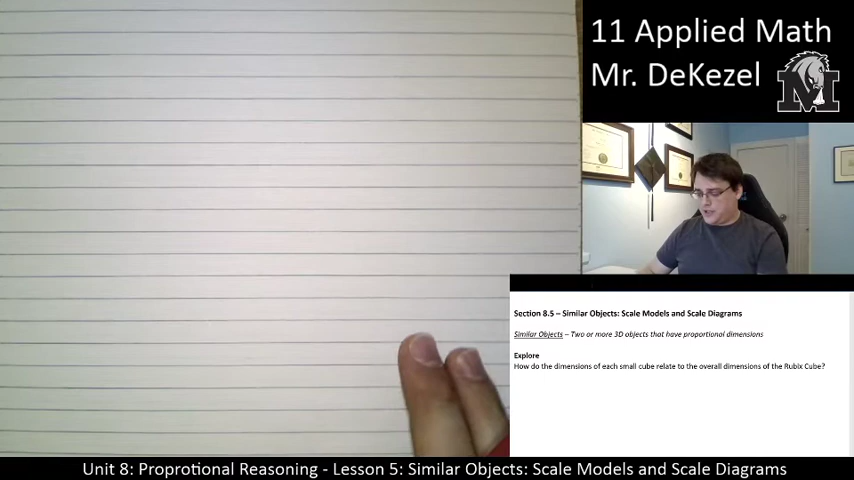 11 Applied Math
Mr. DeKezel
M
Section 8.5 – Similar Objects: Scale Models and Scale Diagrams
Similar Objects – Two or more 3D objects that have proportional dimensions
Explore
How do the dimensions of each small cube relate to the overall dimensions of the Rubix Cube?
Unit 8: Proprotional Reasoning - Lesson 5: Similar Objects: Scale Models and Scale Diagrams